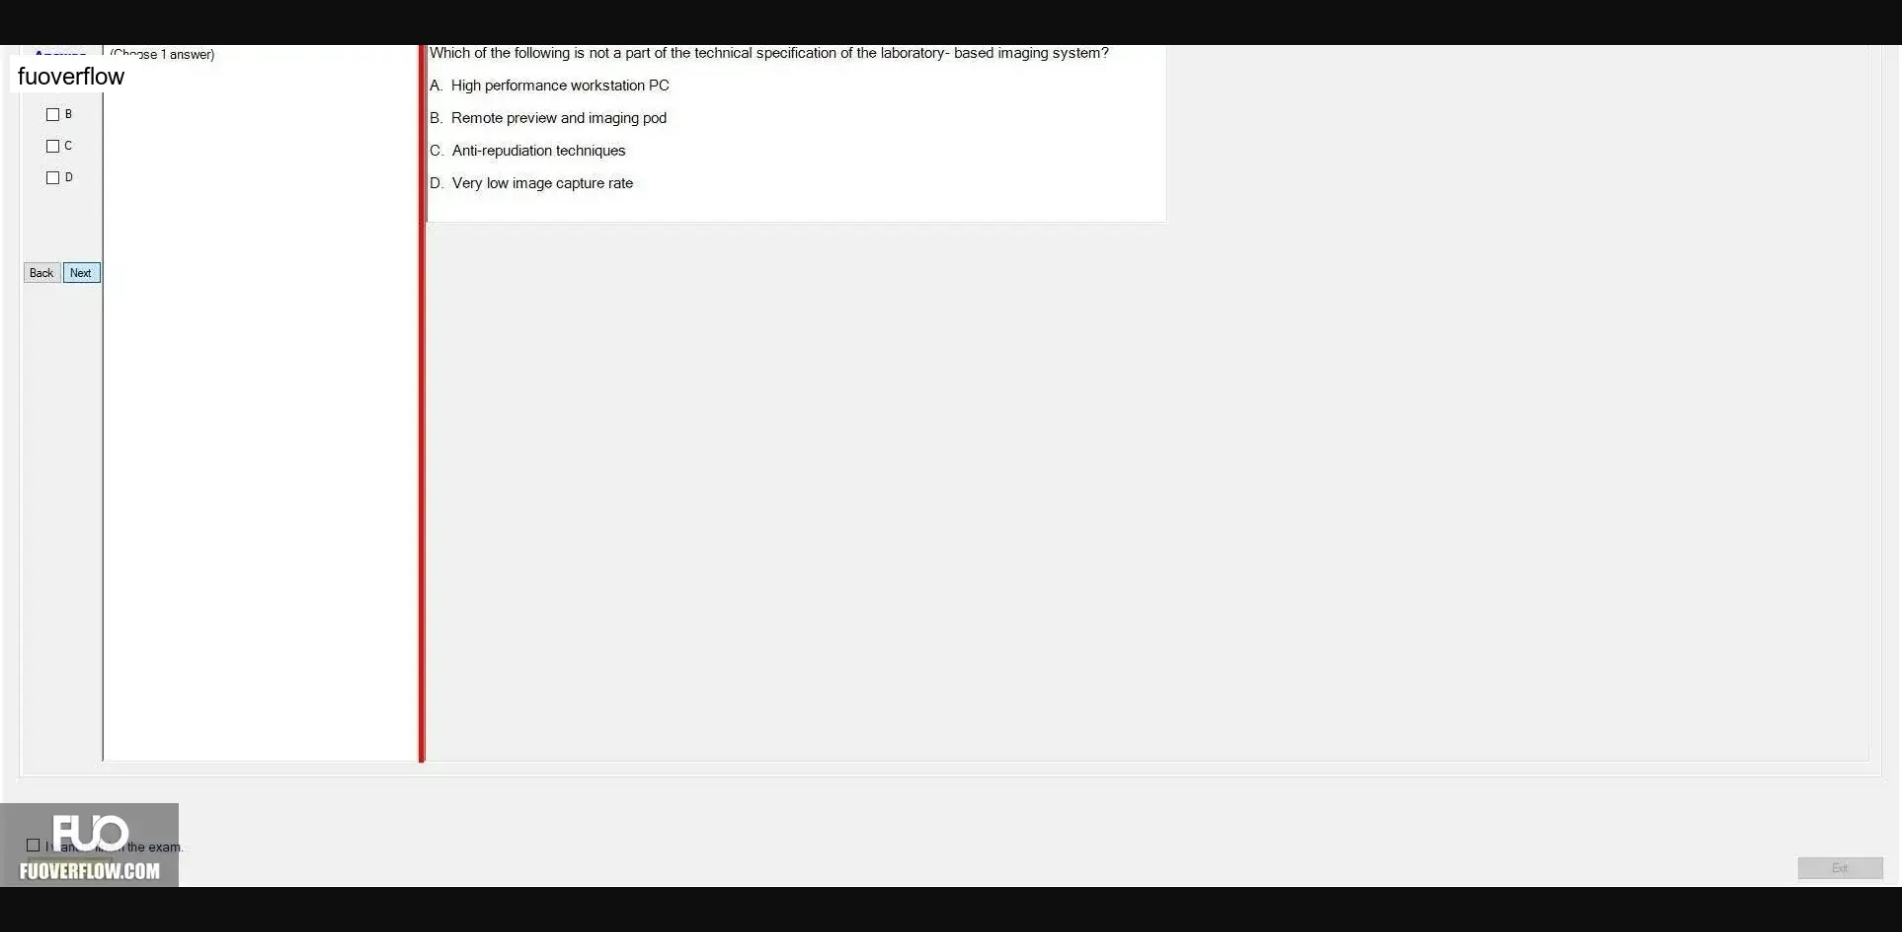 (Choose 1 answer)
fuoverflow
B
C
D
Back Next
Which of the following is not a part of the technical specification of the laboratory- based imaging system?
A. High performance workstation PC
B. Remote preview and imaging pod
C. Anti-repudiation techniques
D. Very low image capture rate
FUO
the exam.
FUOVERFLOW.COM
Exit